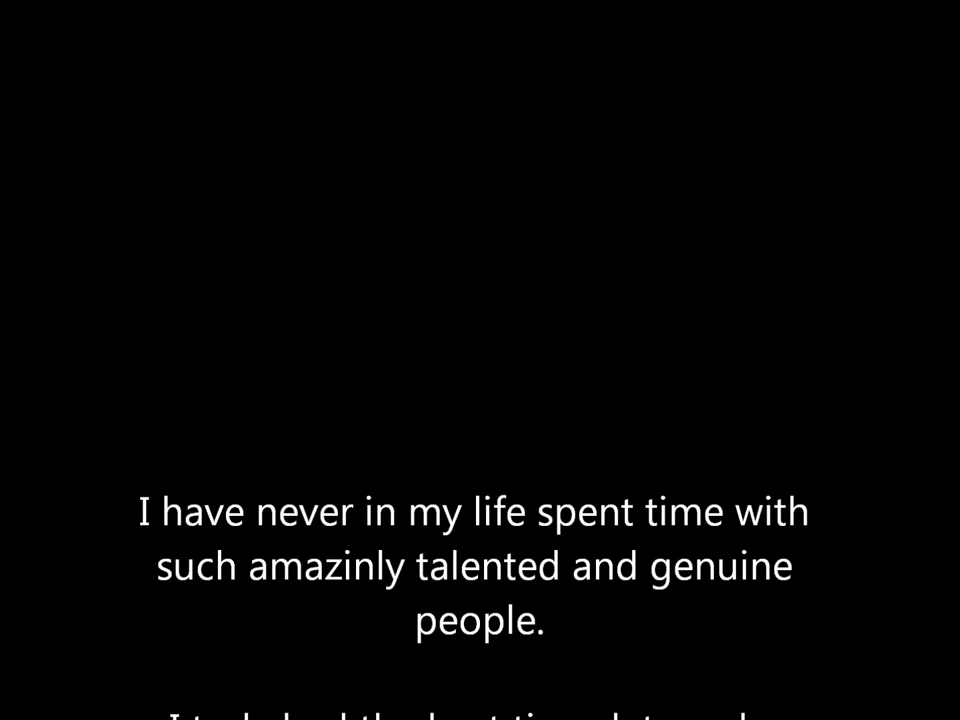 I have never in my life spent time with
such amazinly talented and genuine
people.